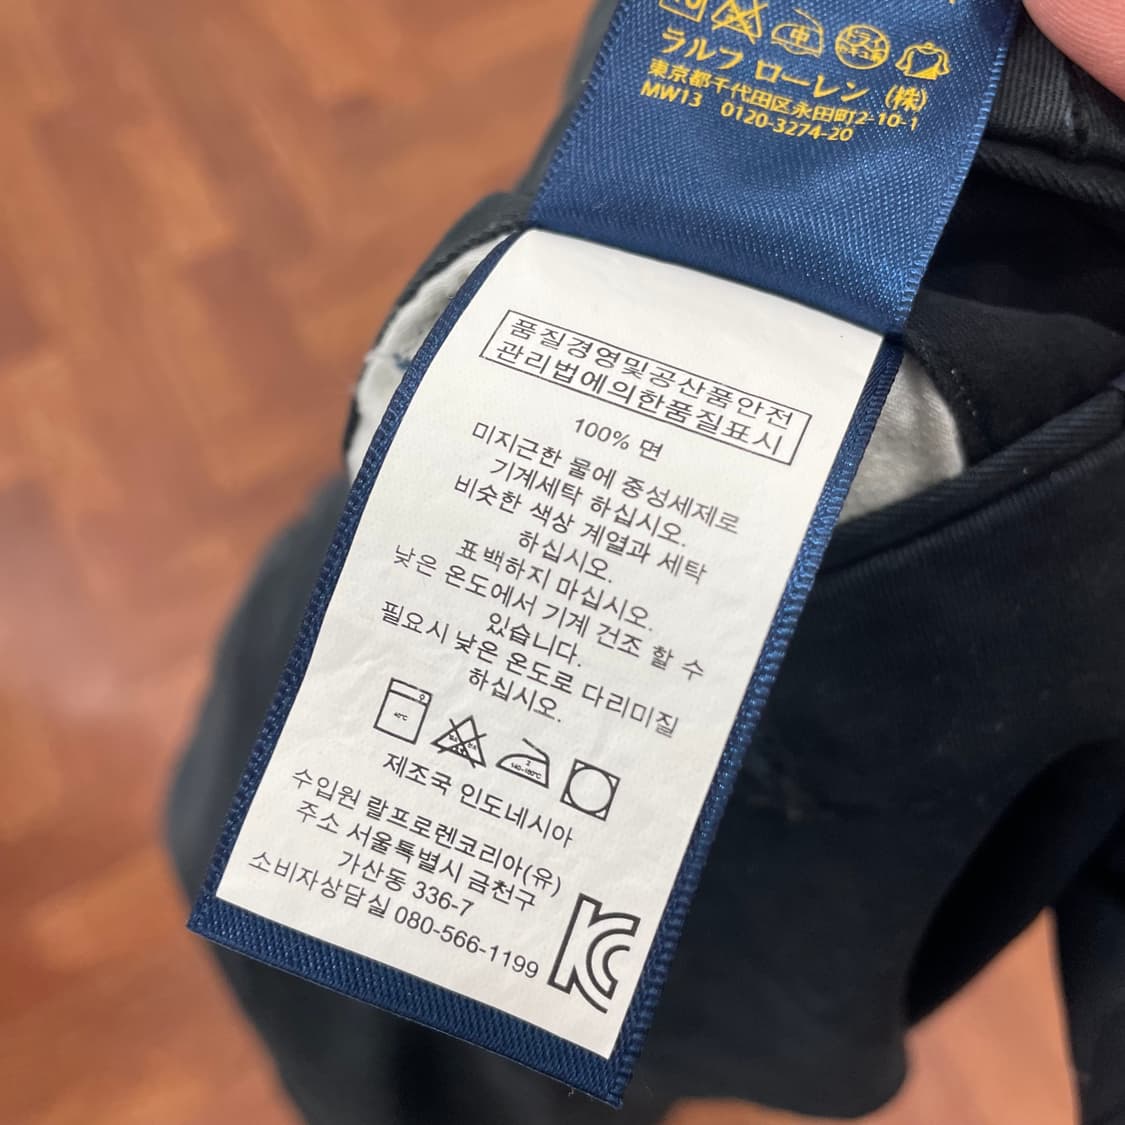 ラルフ ローレン (株)
東京都千代田区永田町2-10-1
MW13 0120-3274-20
품질경영및공산품안전
관리법에의한품질표시
100% 면
미지근한 물에 중성세제로
기계세탁 하십시오.
비슷한 색상 계열과 세탁
하십시오.
표백하지 마십시오.
낮은 온도에서 기계 건조 할 수
있습니다.
필요시 낮은 온도로 다리미질
하십시오.
40℃
2
140~160℃
제조국 인도네시아
수입원 랄프로렌코리아(유)
주소 서울특별시 금천구
가산동 336-7
소비자상담실 080-566-1199
KC